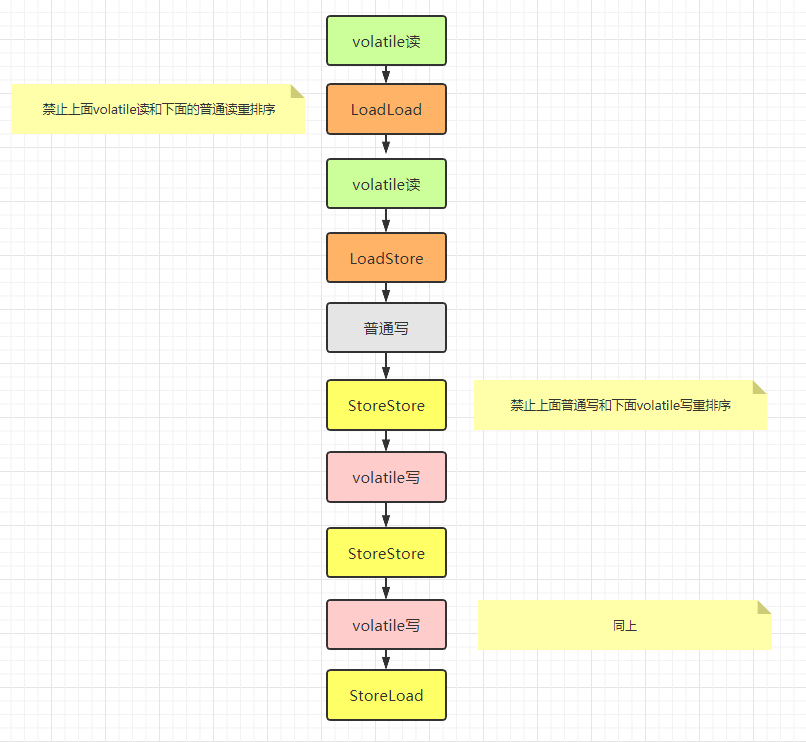 volatile读
禁止上面volatile读和下面的普通读重排序
LoadLoad
volatile读
LoadStore
普通写
StoreStore
禁止上面普通写和下面volatile写重排序
volatile写
StoreStore
volatile写
同上
StoreLoad